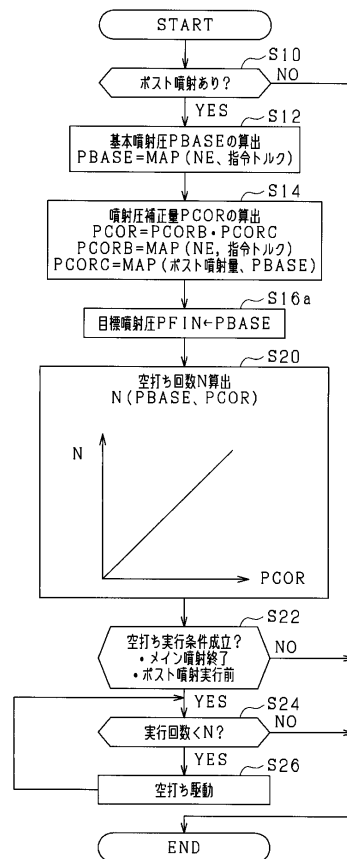 START
S10
ポスト噴射あり?
NO
YES
S12
基本噴射圧PBASEの算出
PBASE=MAP(NE、指令トルク)
S14
噴射圧補正量PCORの算出
PCOR=PCORB・PCORC
PCORB=MAP(NE,指令トルク)
PCORC=MAP(ポスト噴射量、PBASE)
S16a
目標噴射圧PFIN←PBASE
S20
空打ち回数N算出
N(PBASE、PCOR)
N
PCOR
S22
空打ち実行条件成立?
・メイン噴射終了
・ポスト噴射実行前
NO
YES
S24
実行回数<N?
NO
YES
S26
空打ち駆動
END